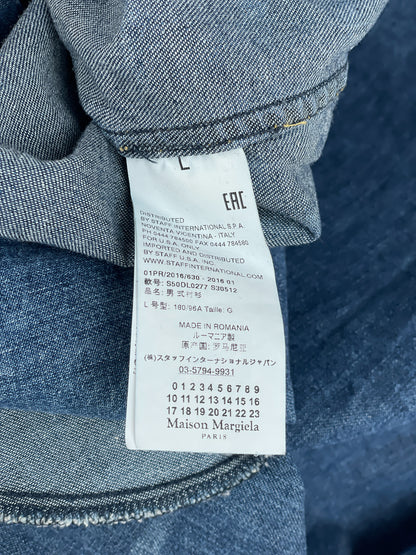 L
EAC
DISTRIBUTED
BY STAFF INTERNATIONAL S.P.A.
NOVENTA VICENTINA - ITALY
PH 0444 784500 FAX 0444 784580
FOR U.S.A. ONLY
IMPORTED AND DISTRIBUTED
BY STAFF U.S.A. INC
WWW.STAFFINTERNATIONAL.COM
01PR/2016/630 - 2016 01
款号: S50DL0277 S30512
品名: 男式衬衫
L 号型: 180/96A Taille: G
MADE IN ROMANIA
ルーマニア製
原产国: 罗马尼亚
(株)スタッフインターナショナルジャパン
03-5794-9931
0 1 2 3 4 5 6 7 8 9
10 11 12 13 14 15 16
17 18 19 20 21 22 23
Maison Margiela
PARIS